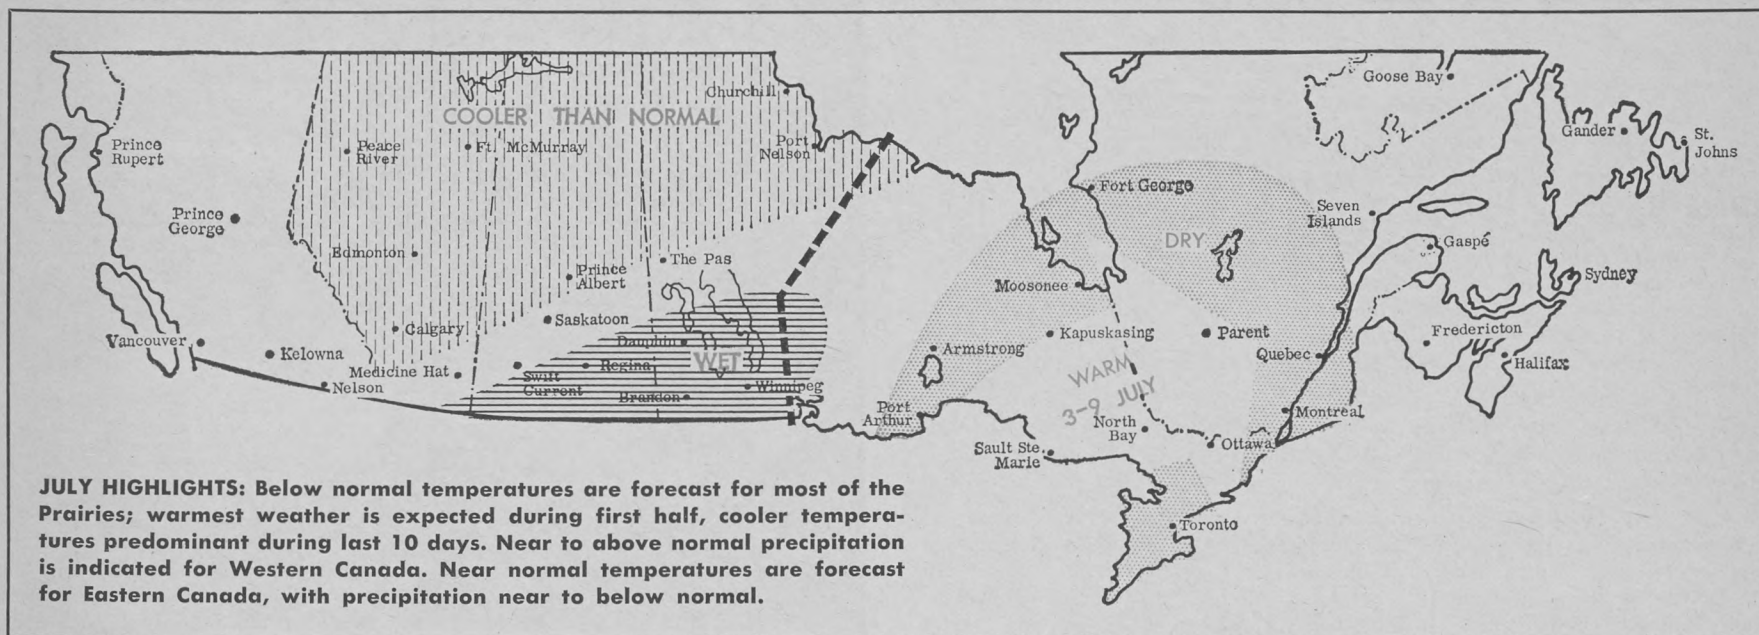 Goose Bay
Churchill
COOLER THAN NORMAL
Gander
St.
Johns
Prince
Rupert
Peace
River
Ft. McMurray
Port
Nelson
Fort George
Prince
George
Seven
Islands
DRY
Gaspé
Edmonton
The Pas
Prince
Albert
Sydney
Moosonee
Saskatoon
Calgary
Kapuskasing
Parent
Fredericton
Vancouver
Dauphin
Armstrong
Quebec
Kelowna
WET
Halifax
Medicine Hat
Regina
WARM
3-9 JULY
Swift
Current
Nelson
Winnipeg
Brandon
Port
Arthur
Montreal
North
Bay
Ottawa
Sault Ste.
Marie
Toronto
JULY HIGHLIGHTS: Below normal temperatures are forecast for most of the
Prairies; warmest weather is expected during first half, cooler tempera-
tures predominant during last 10 days. Near to above normal precipitation
is indicated for Western Canada. Near normal temperatures are forecast
for Eastern Canada, with precipitation near to below normal.